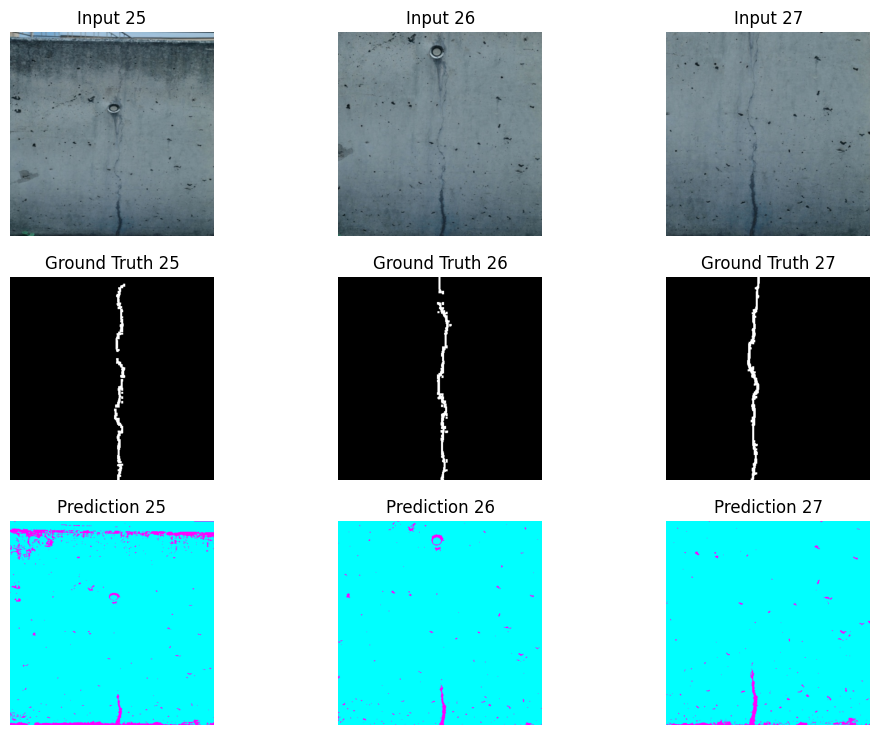 Input 25
Input 26
Input 27
Ground Truth 25
Ground Truth 26
Ground Truth 27
Prediction 25
Prediction 26
Prediction 27